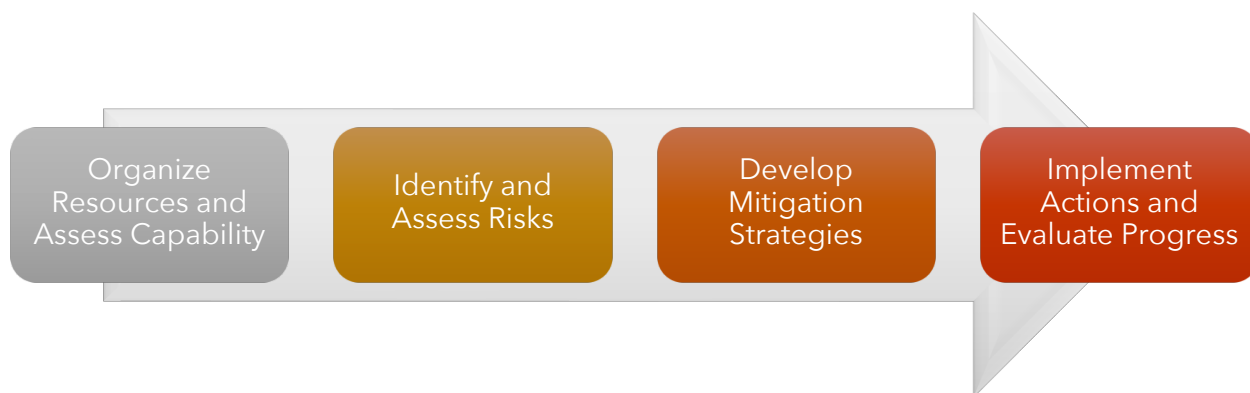 Organize
Resources and
Assess Capability
Identify and
Assess Risks
Develop
Mitigation
Strategies
Implement
Actions and
Evaluate Progress